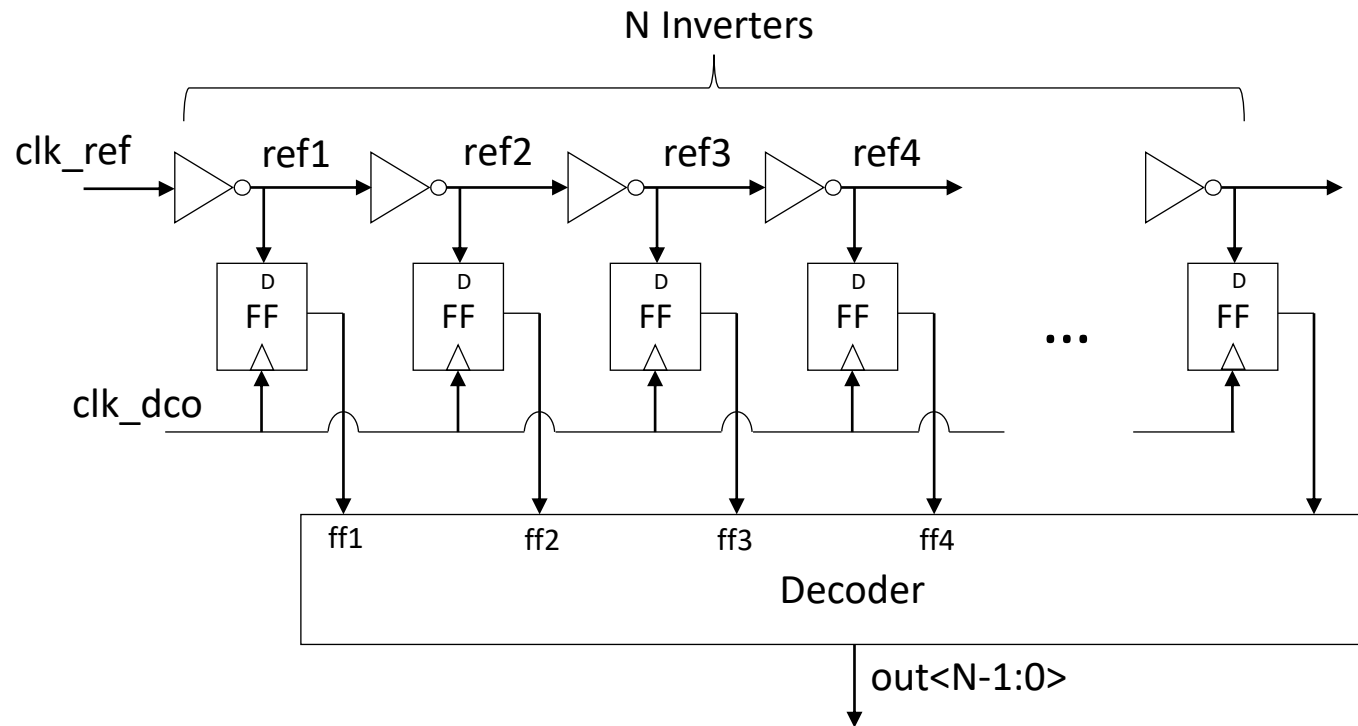 N Inverters
clk_ref ref1 ref2 ref3 ref4
D D D D D
FF FF FF FF ... FF
clk_dco
ff1 ff2 ff3 ff4
Decoder
out<N-1:0>